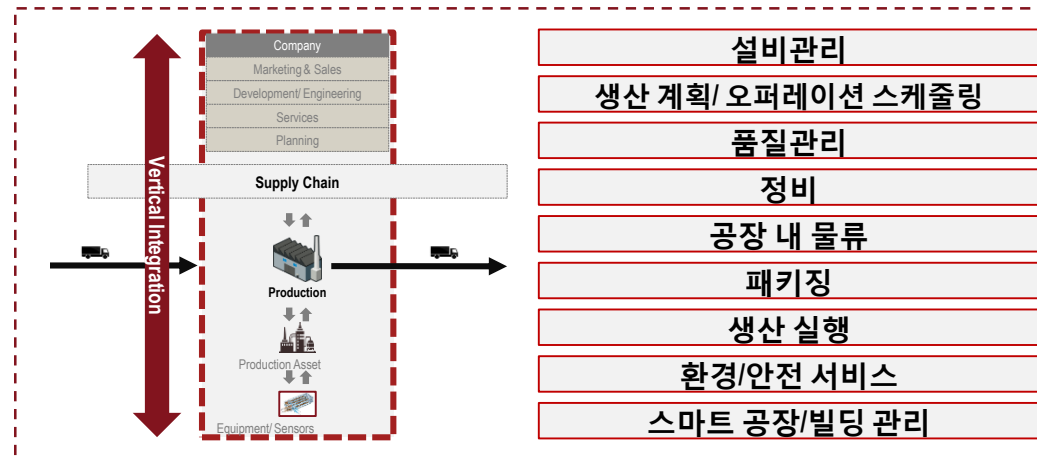 Company
Marketing & Sales
Development/ Engineering
Services
Planning
Supply Chain
Vertical Integration
Production
Production Asset
Equipment/ Sensors
설비관리
생산 계획/ 오퍼레이션 스케줄링
품질관리
정비
공장 내 물류
패키징
생산 실행
환경/안전 서비스
스마트 공장/빌딩 관리